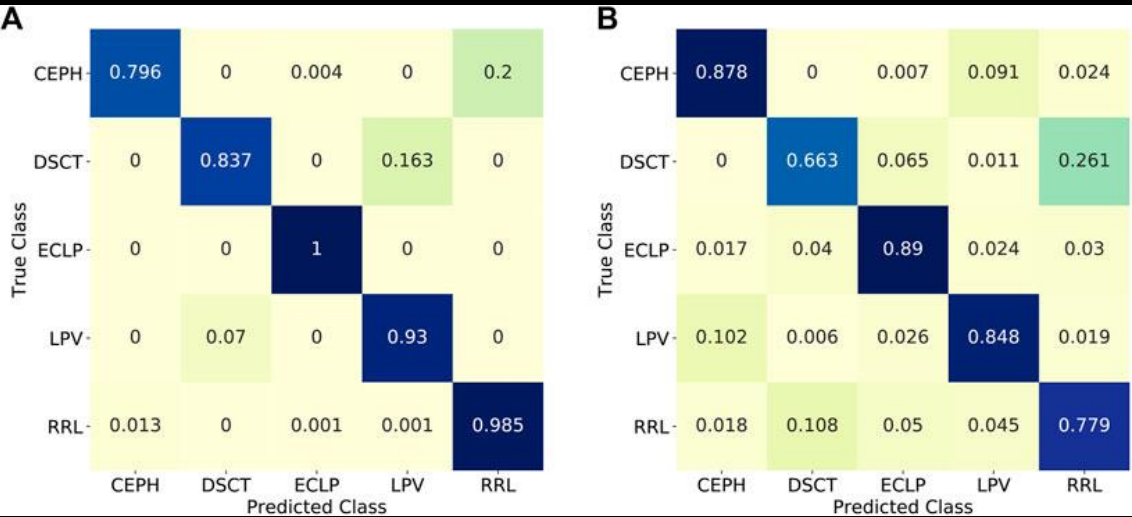 A
CEPH 0.796 0 0.004 0 0.2
DSCT 0 0.837 0 0.163 0
ECLP 0 0 1 0 0
LPV 0 0.07 0 0.93 0
RRL 0.013 0 0.001 0.001 0.985
CEPH DSCT ECLP LPV RRL
Predicted Class
True Class
B
CEPH 0.878 0 0.007 0.091 0.024
DSCT 0 0.663 0.065 0.011 0.261
ECLP 0.017 0.04 0.89 0.024 0.03
LPV 0.102 0.006 0.026 0.848 0.019
RRL 0.018 0.108 0.05 0.045 0.779
CEPH DSCT ECLP LPV RRL
Predicted Class
True Class